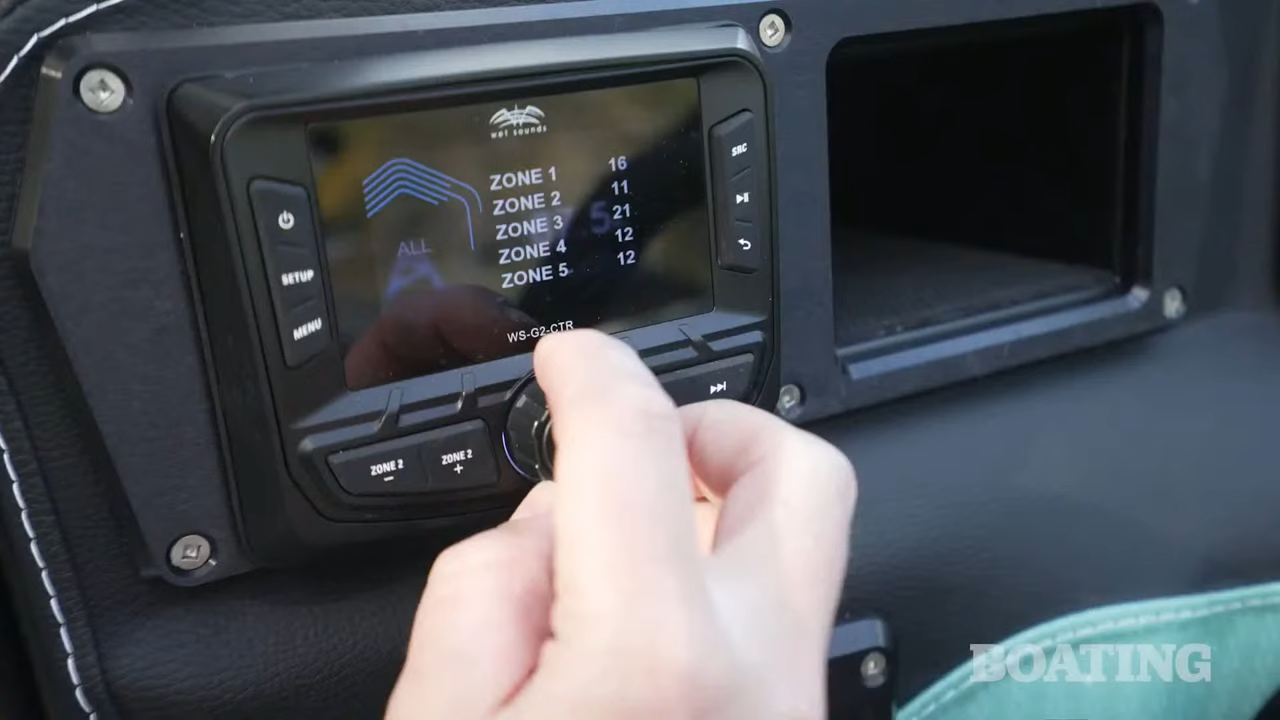 wet sounds
ZONE 1 16
ZONE 2 11
ZONE 3 21
ZONE 4 12
ZONE 5 12
ALL
WS-G2-CTR
SETUP
MENU
SRC
ZONE 2
−
ZONE 2
+
BOATING